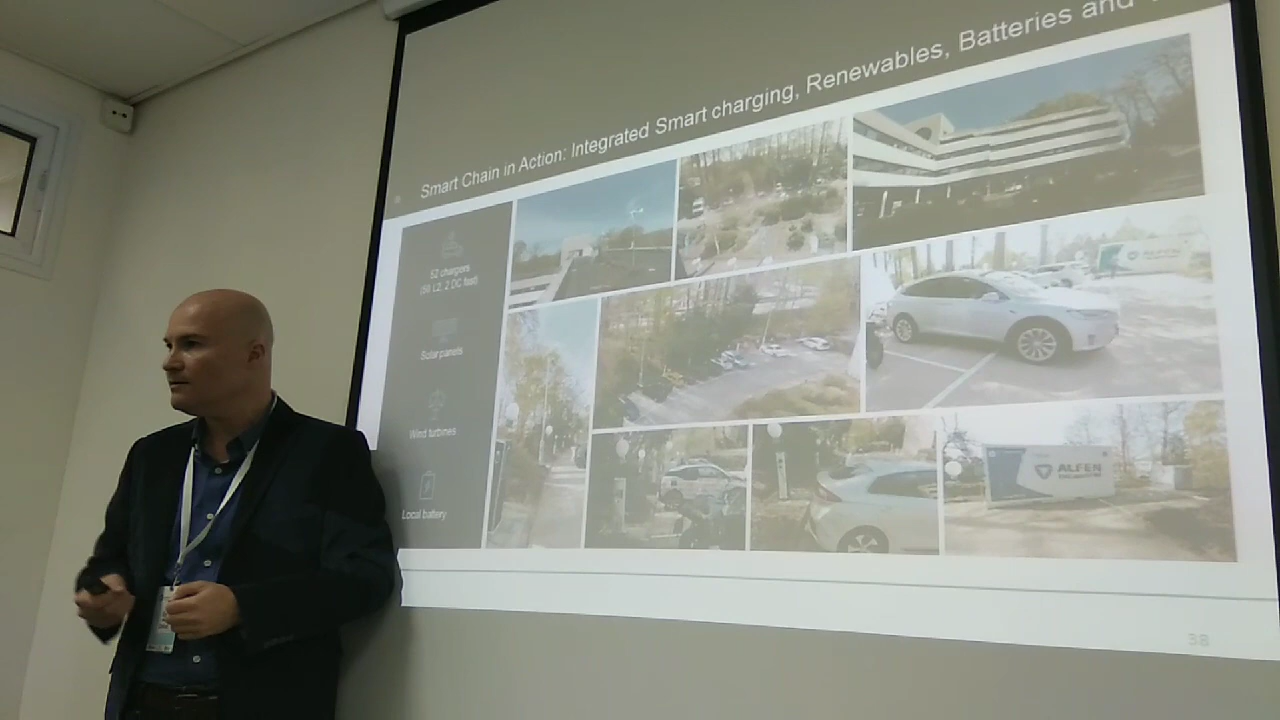 Smart Chain in Action: Integrated Smart charging, Renewables, Batteries and
52 chargers
(50 L2, 2 DC fast)
Solar panels
Wind turbines
Local battery
ALFEN
38